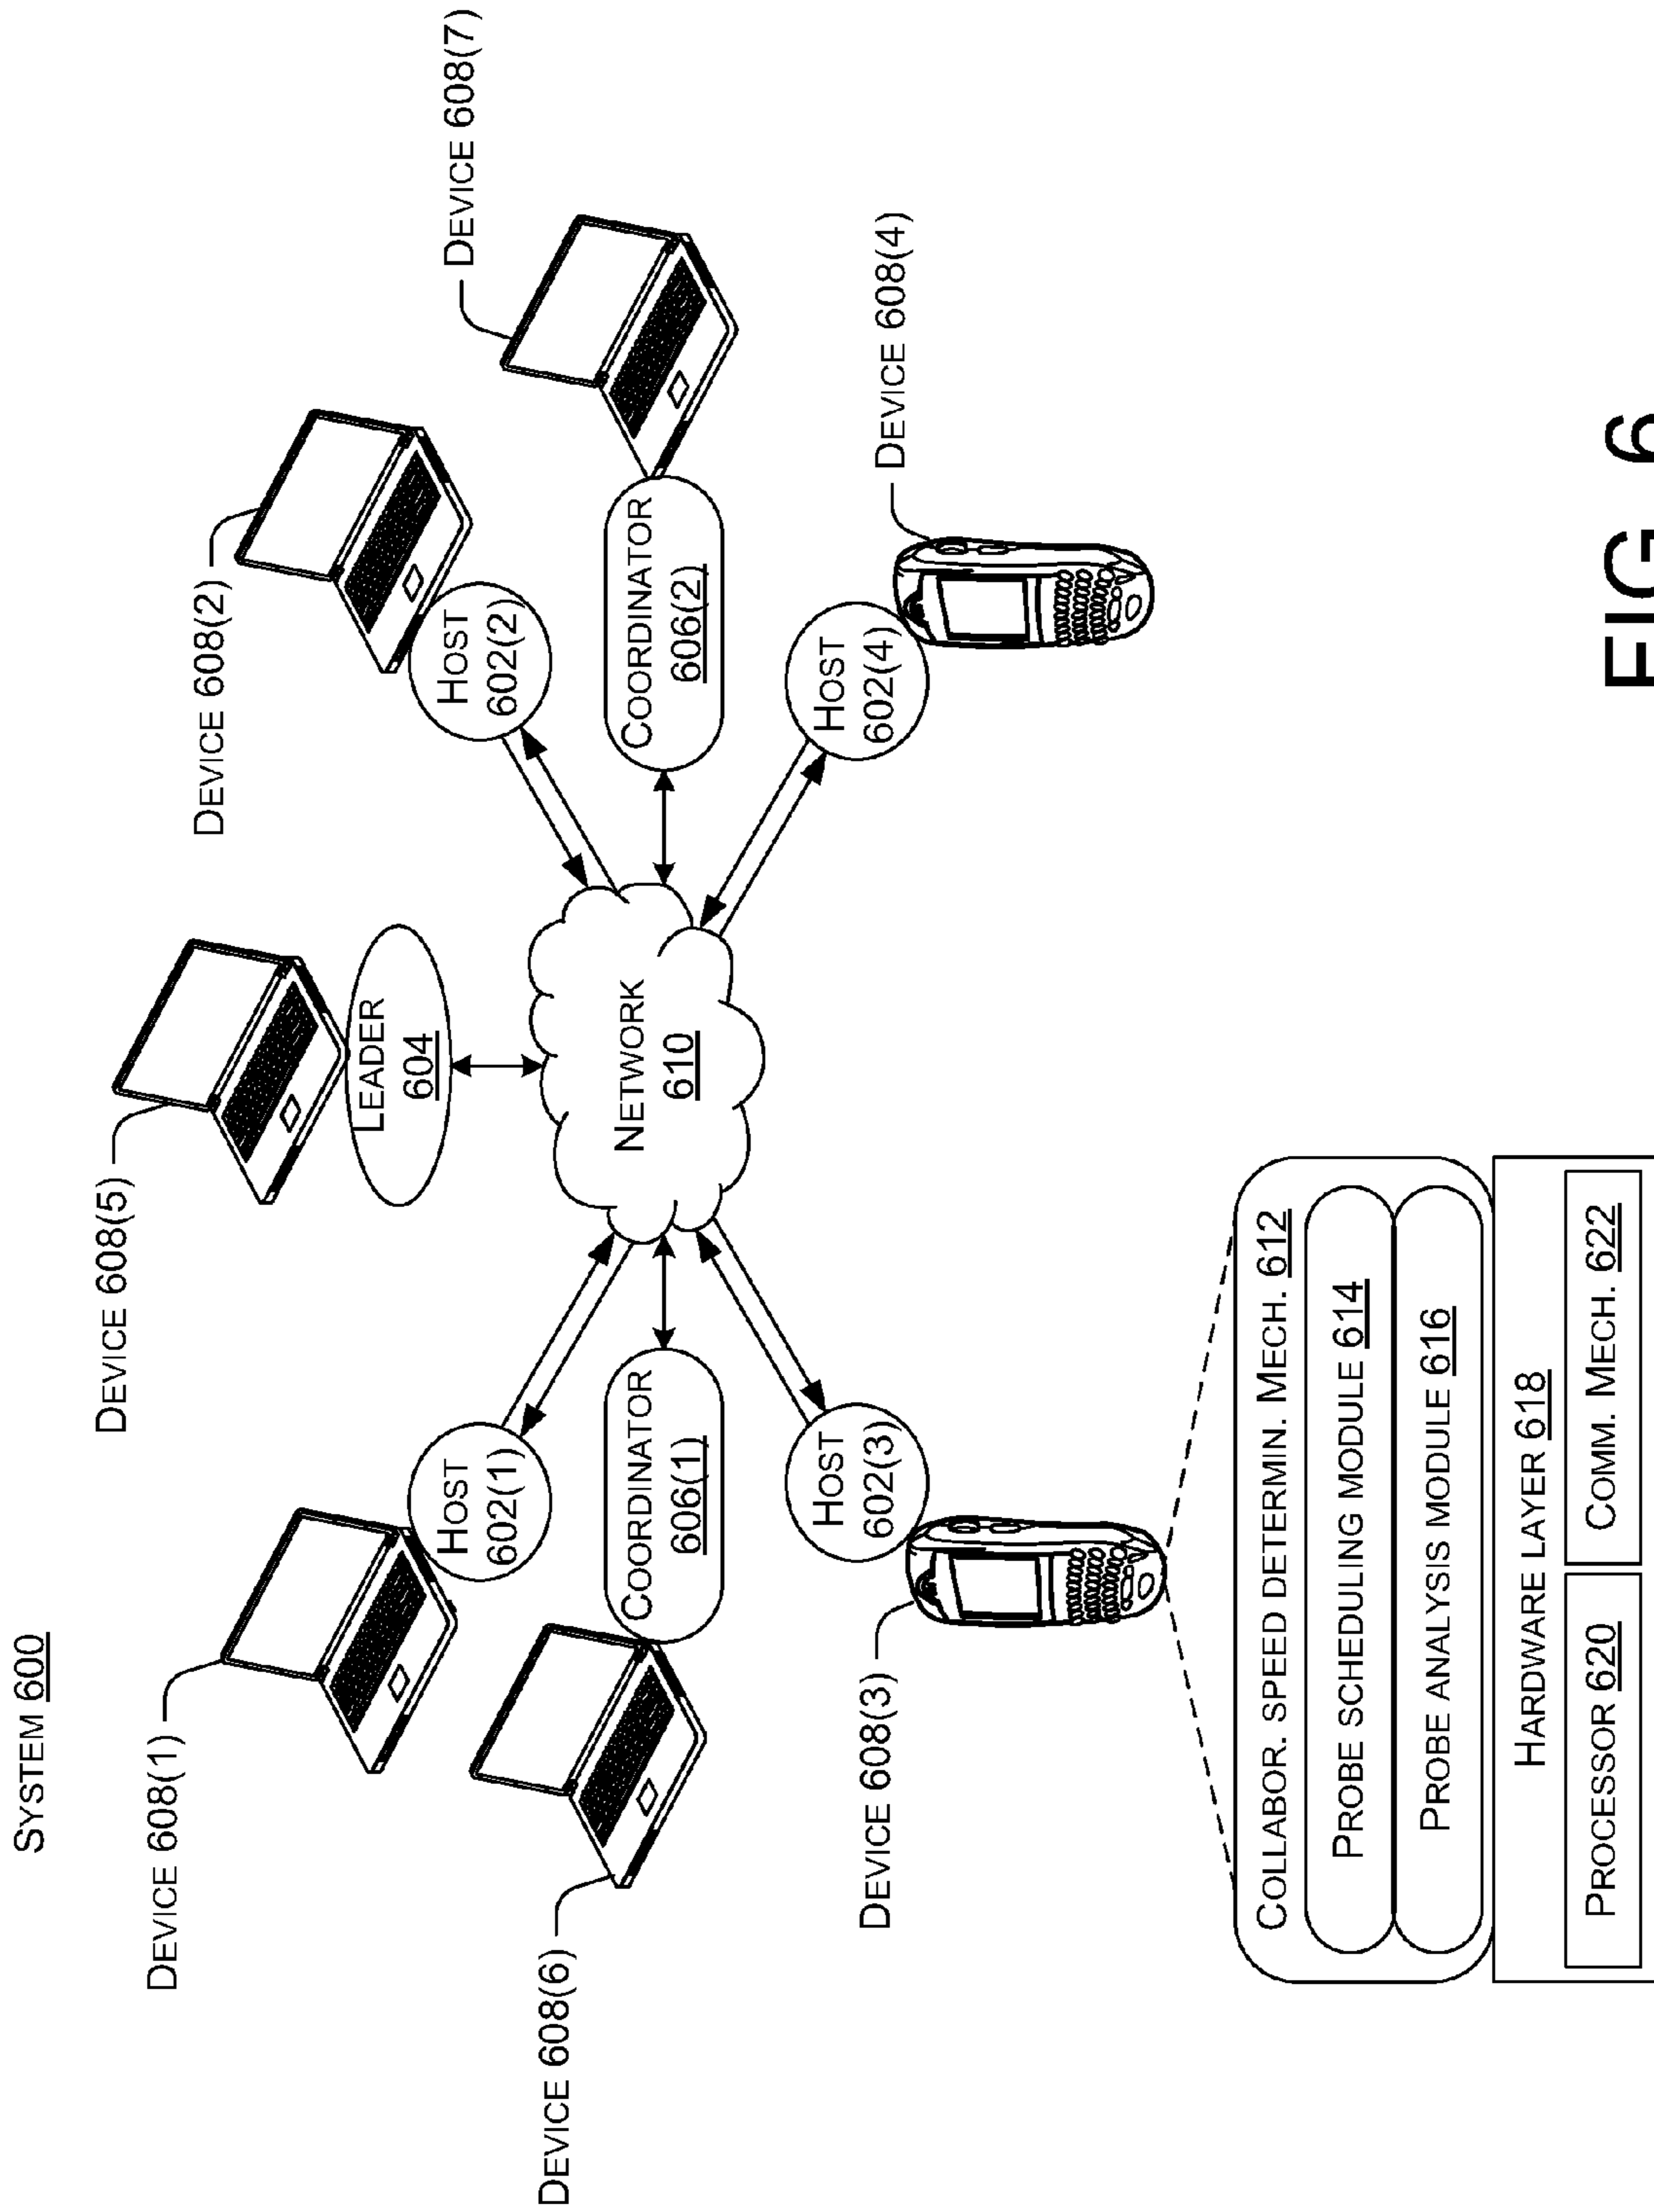 SYSTEM 600
DEVICE 608(1)
DEVICE 608(5)
DEVICE 608(2)
DEVICE 608(7)
DEVICE 608(6)
HOST
602(1)
LEADER
604
HOST
602(2)
COORDINATOR
606(1)
NETWORK
610
COORDINATOR
606(2)
DEVICE 608(3)
HOST
602(3)
HOST
602(4)
DEVICE 608(4)
COLLABOR. SPEED DETERMIN. MECH. 612
PROBE SCHEDULING MODULE 614
PROBE ANALYSIS MODULE 616
HARDWARE LAYER 618
PROCESSOR 620
COMM. MECH. 622
FIG. 6